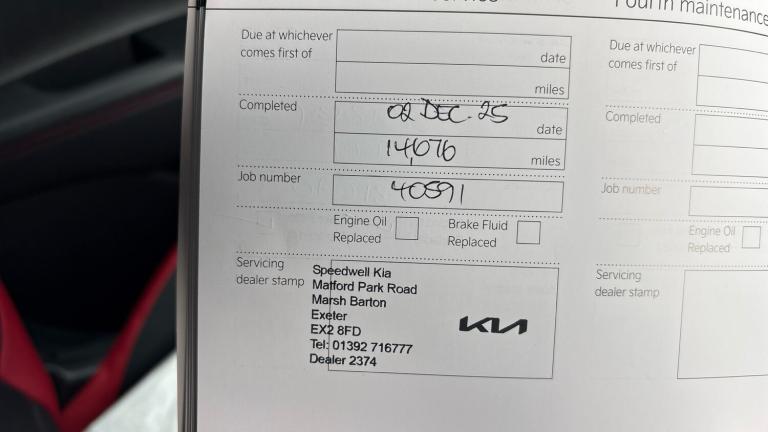 Fourth maintenance
Due at whichever
comes first of
date
miles
Completed
02 DEC. 25
date
14,676
miles
Job number
40591
Engine Oil
Replaced
Brake Fluid
Replaced
Servicing
dealer stamp
Speedwell Kia
Matford Park Road
Marsh Barton
Exeter
EX2 8FD
Tel: 01392 716777
Dealer 2374
KIA
Due at whichever
comes first of
Completed
Job number
Engine Oil
Replaced
Servicing
dealer stamp